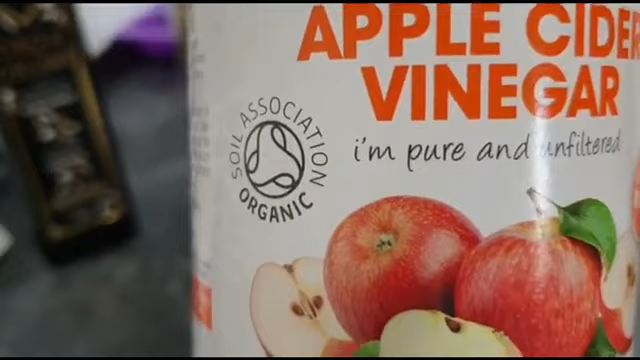 APPLE CIDER
VINEGAR
i'm pure and unfiltered
SOIL ASSOCIATION
ORGANIC